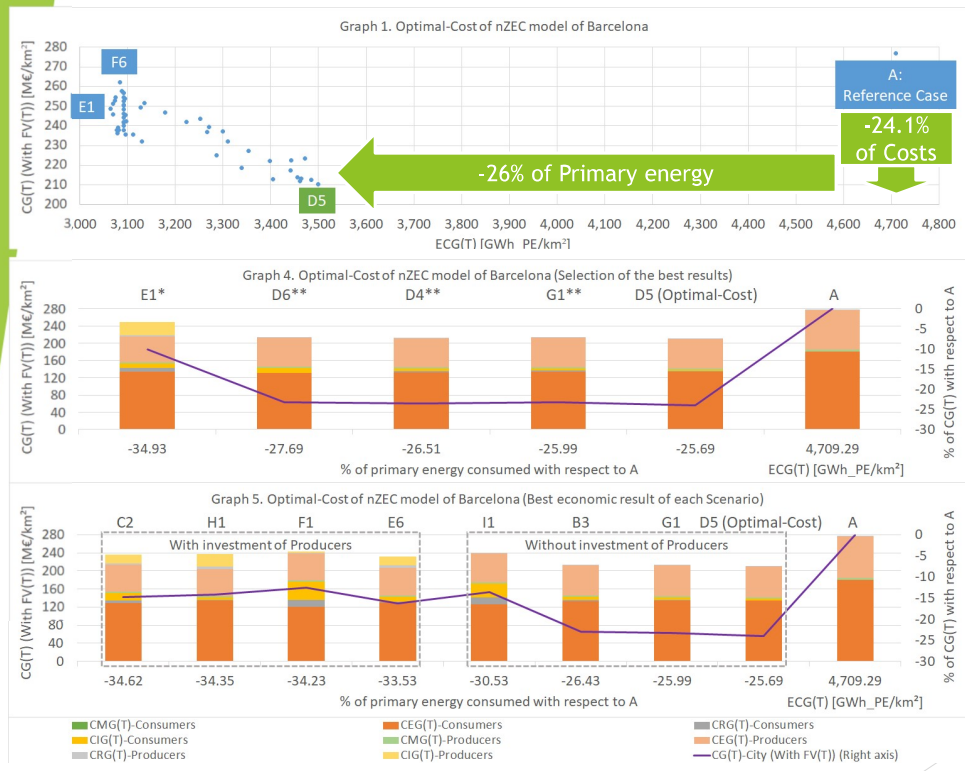 Graph 1. Optimal-Cost of nZEC model of Barcelona
CG(T) (With FV(T)) [M€/km²]
280
270
260
250
240
230
220
210
200
F6
E1
D5
A:
Reference Case
-24.1%
of Costs
-26% of Primary energy
3,000 3,100 3,200 3,300 3,400 3,500 3,600 3,700 3,800 3,900 4,000 4,100 4,200 4,300 4,400 4,500 4,600 4,700 4,800
ECG(T) [GWh_PE/km²]
Graph 4. Optimal-Cost of nZEC model of Barcelona (Selection of the best results)
E1* D6** D4** G1** D5 (Optimal-Cost) A
CG(T) (With FV(T)) [M€/km²]
280
240
200
160
120
80
40
0
0
-5
-10
-15
-20
-25
-30
% of CG(T) with respect to A
-34.93 -27.69 -26.51 -25.99 -25.69 4,709.29
% of primary energy consumed with respect to A ECG(T) [GWh_PE/km²]
Graph 5. Optimal-Cost of nZEC model of Barcelona (Best economic result of each Scenario)
C2 H1 F1 E6 I1 B3 G1 D5 (Optimal-Cost) A
With investment of Producers Without investment of Producers
CG(T) (With FV(T)) [M€/km²]
280
240
200
160
120
80
40
0
0
-5
-10
-15
-20
-25
-30
% of CG(T) with respect to A
-34.62 -34.35 -34.23 -33.53 -30.53 -26.43 -25.99 -25.69 4,709.29
% of primary energy consumed with respect to A ECG(T) [GWh_PE/km²]
CMG(T)-Consumers CEG(T)-Consumers CRG(T)-Consumers
CIG(T)-Consumers CMG(T)-Producers CEG(T)-Producers
CRG(T)-Producers CIG(T)-Producers CG(T)-City (With FV(T)) (Right axis)